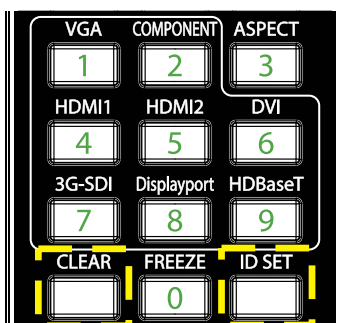 VGA COMPONENT ASPECT
1 2 3
HDMI1 HDMI2 DVI
4 5 6
3G-SDI Displayport HDBaseT
7 8 9
CLEAR FREEZE ID SET
0